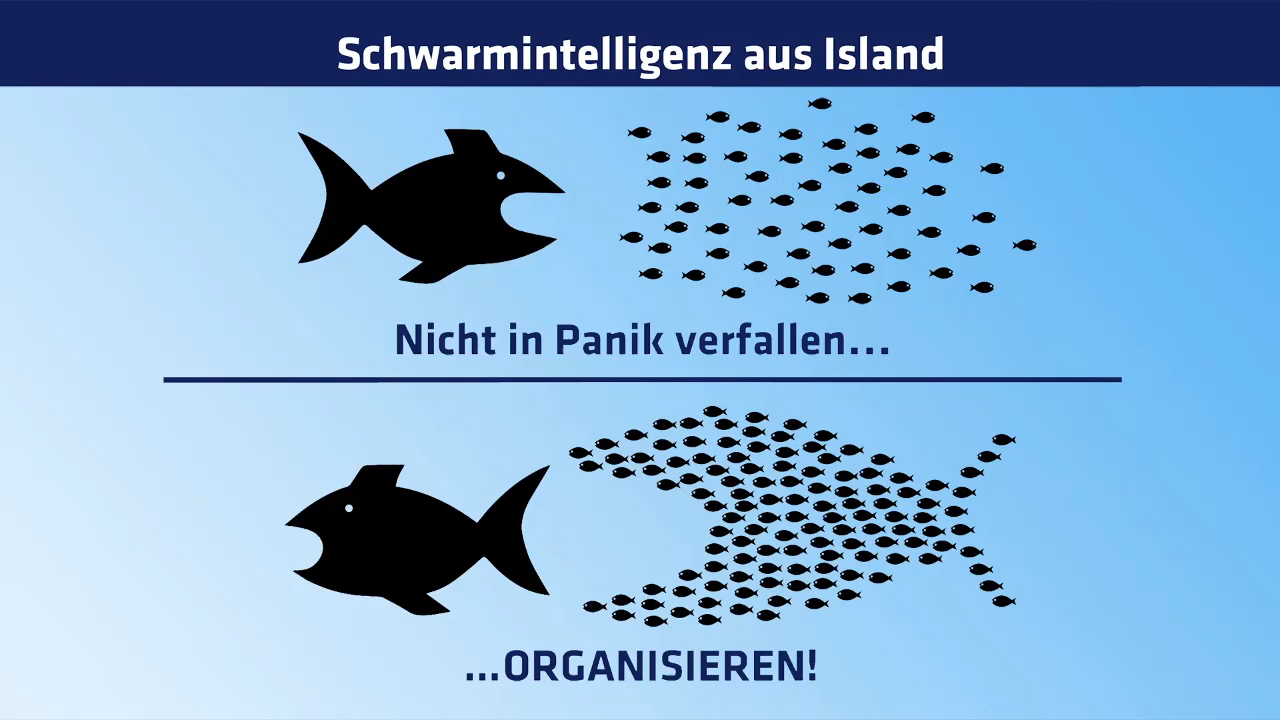 Schwarmintelligenz aus Island
Nicht in Panik verfallen...
...ORGANISIEREN!